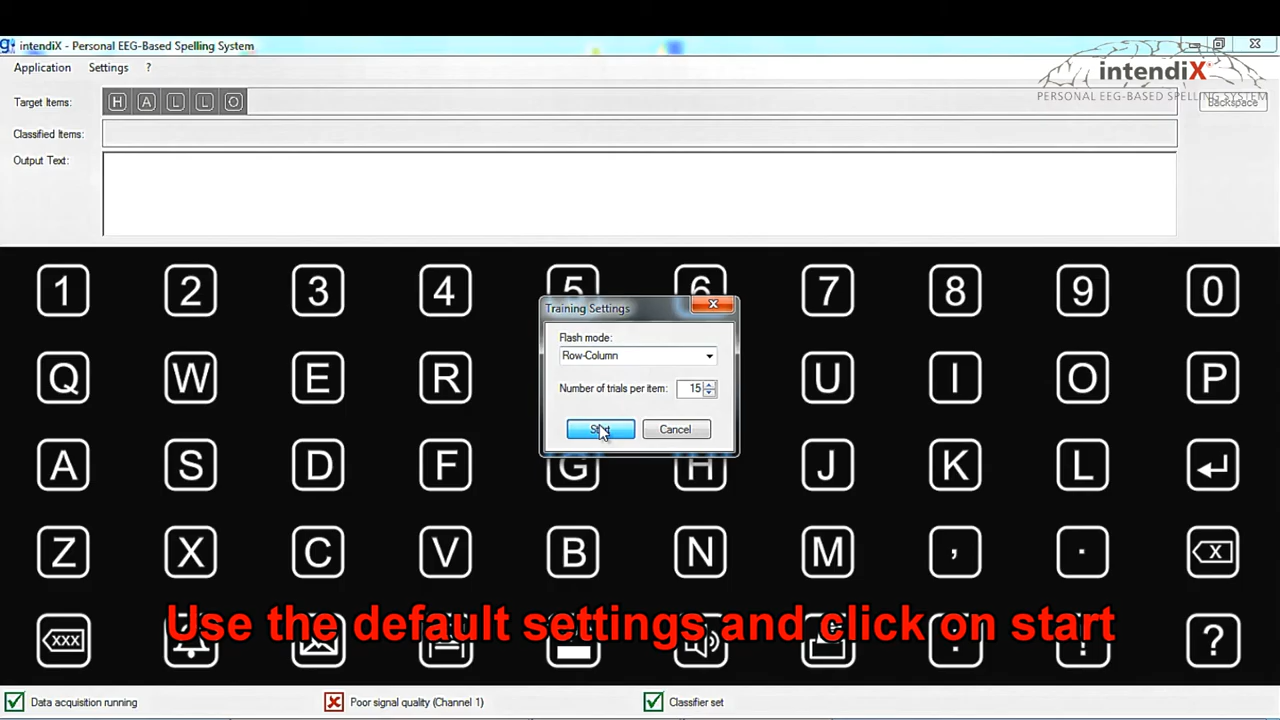 intendiX - Personal EEG-Based Spelling System
Application Settings ?
intendiX
PERSONAL EEG-BASED SPELLING SYSTEM
Target Items: H A L L O
Backspace
Classified Items:
Output Text:
1 2 3 4 5 6 7 8 9 0
Training Settings
Flash mode:
Row-Column
Number of trials per item: 15
Start Cancel
Q W E R U I O P
A S D F G H J K L
Z X C V B N M , . X
XXX : ! ?
Use the default settings and click on start
Data acquisition running Poor signal quality (Channel 1) Classifier set